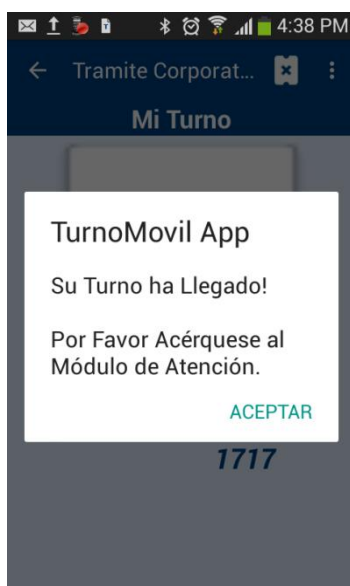 4:38 PM
Tramite Corporat...
Mi Turno
TurnoMovil App
Su Turno ha Llegado!
Por Favor Acérquese al
Módulo de Atención.
ACEPTAR
1717